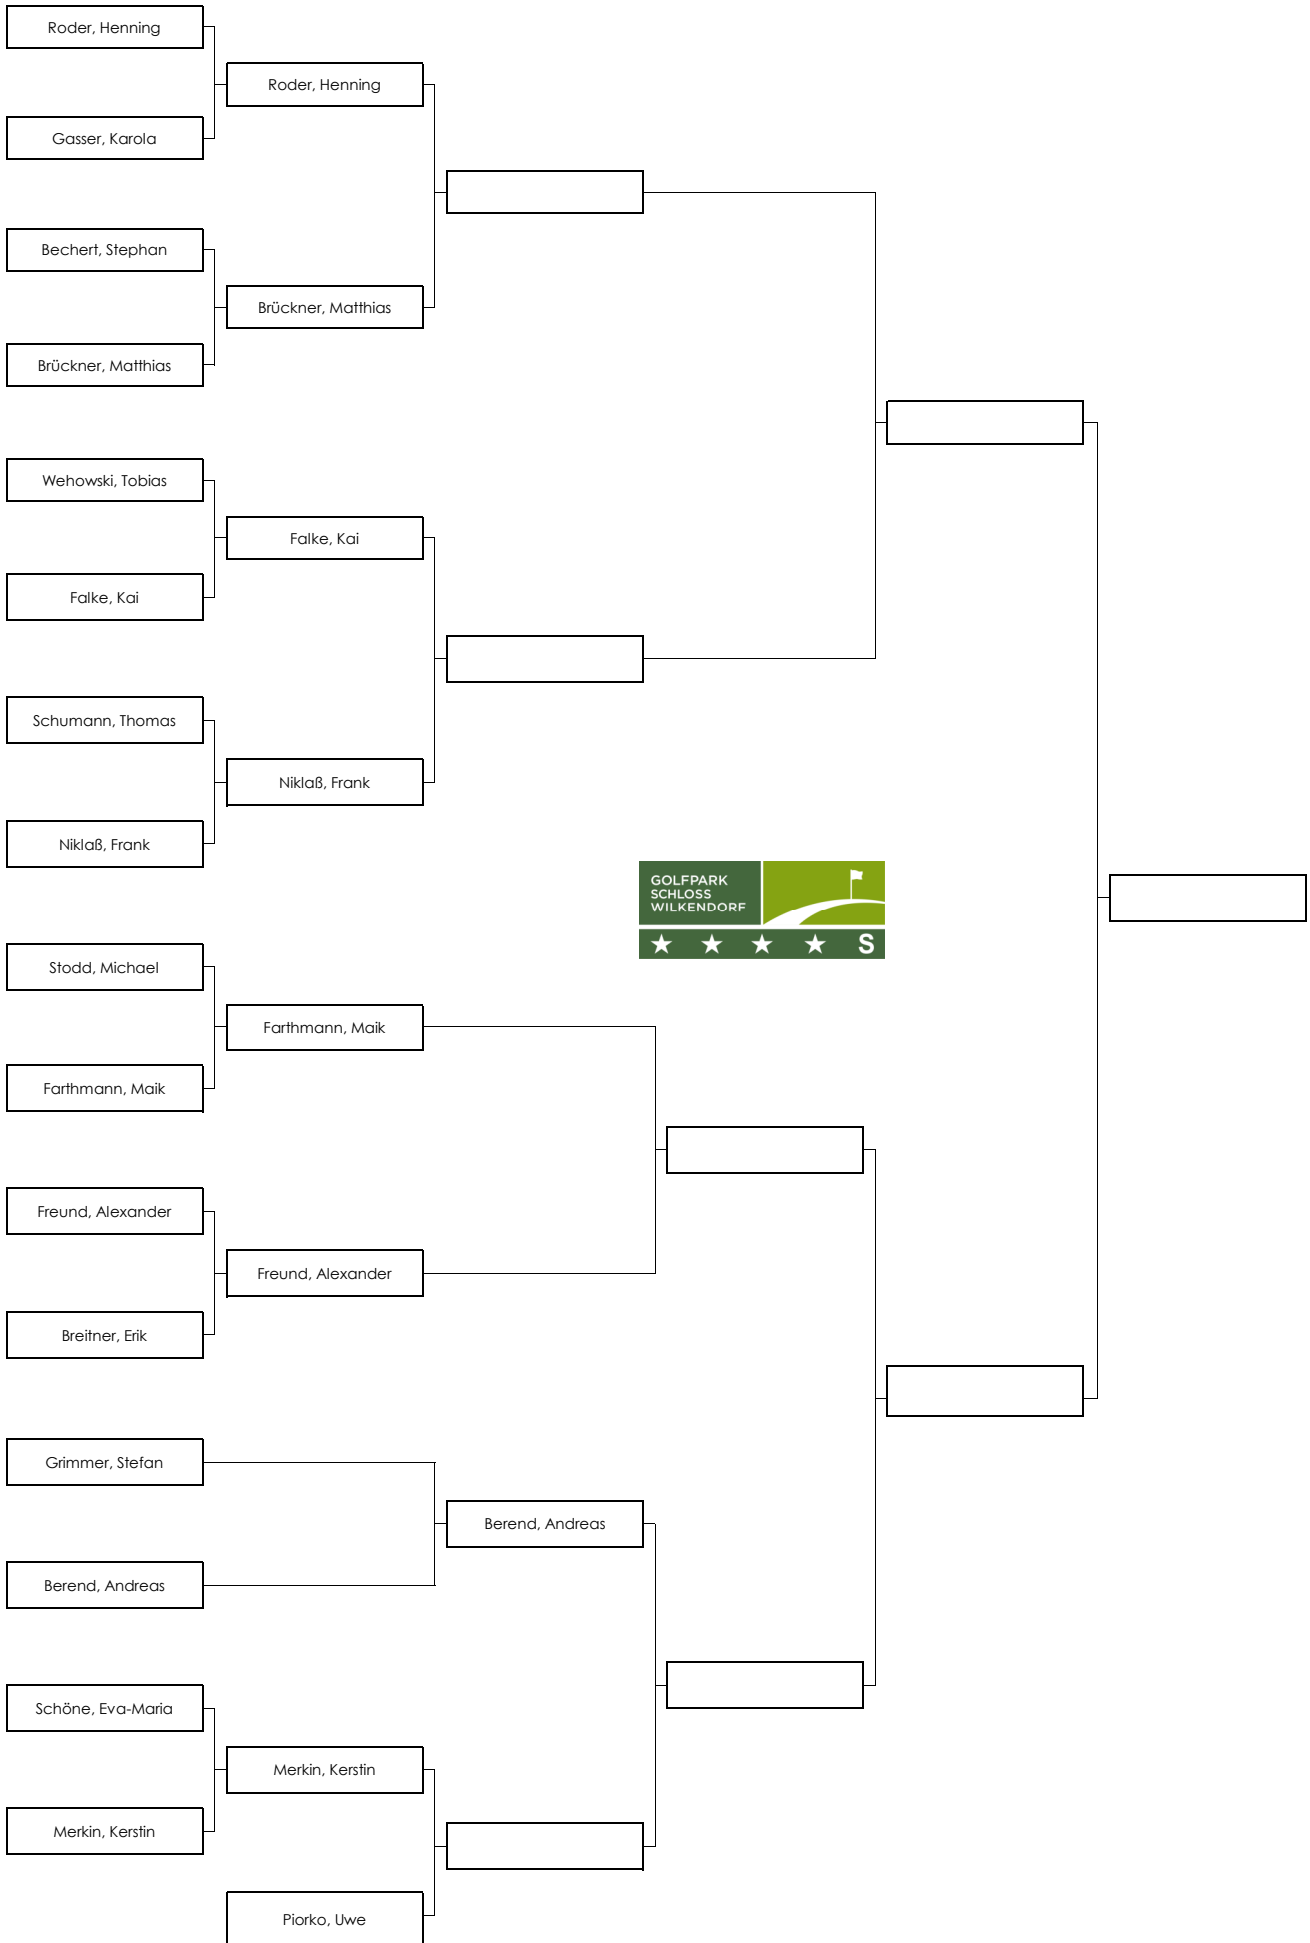 Roder, Henning
Roder, Henning
Gasser, Karola
Bechert, Stephan
Brückner, Matthias
Brückner, Matthias
Wehowski, Tobias
Falke, Kai
Falke, Kai
Schumann, Thomas
Niklaß, Frank
Niklaß, Frank
GOLFPARK
SCHLOSS
WILKENDORF
S
Stodd, Michael
Farthmann, Maik
Farthmann, Maik
Freund, Alexander
Freund, Alexander
Breitner, Erik
Grimmer, Stefan
Berend, Andreas
Berend, Andreas
Schöne, Eva-Maria
Merkin, Kerstin
Merkin, Kerstin
Piorko, Uwe